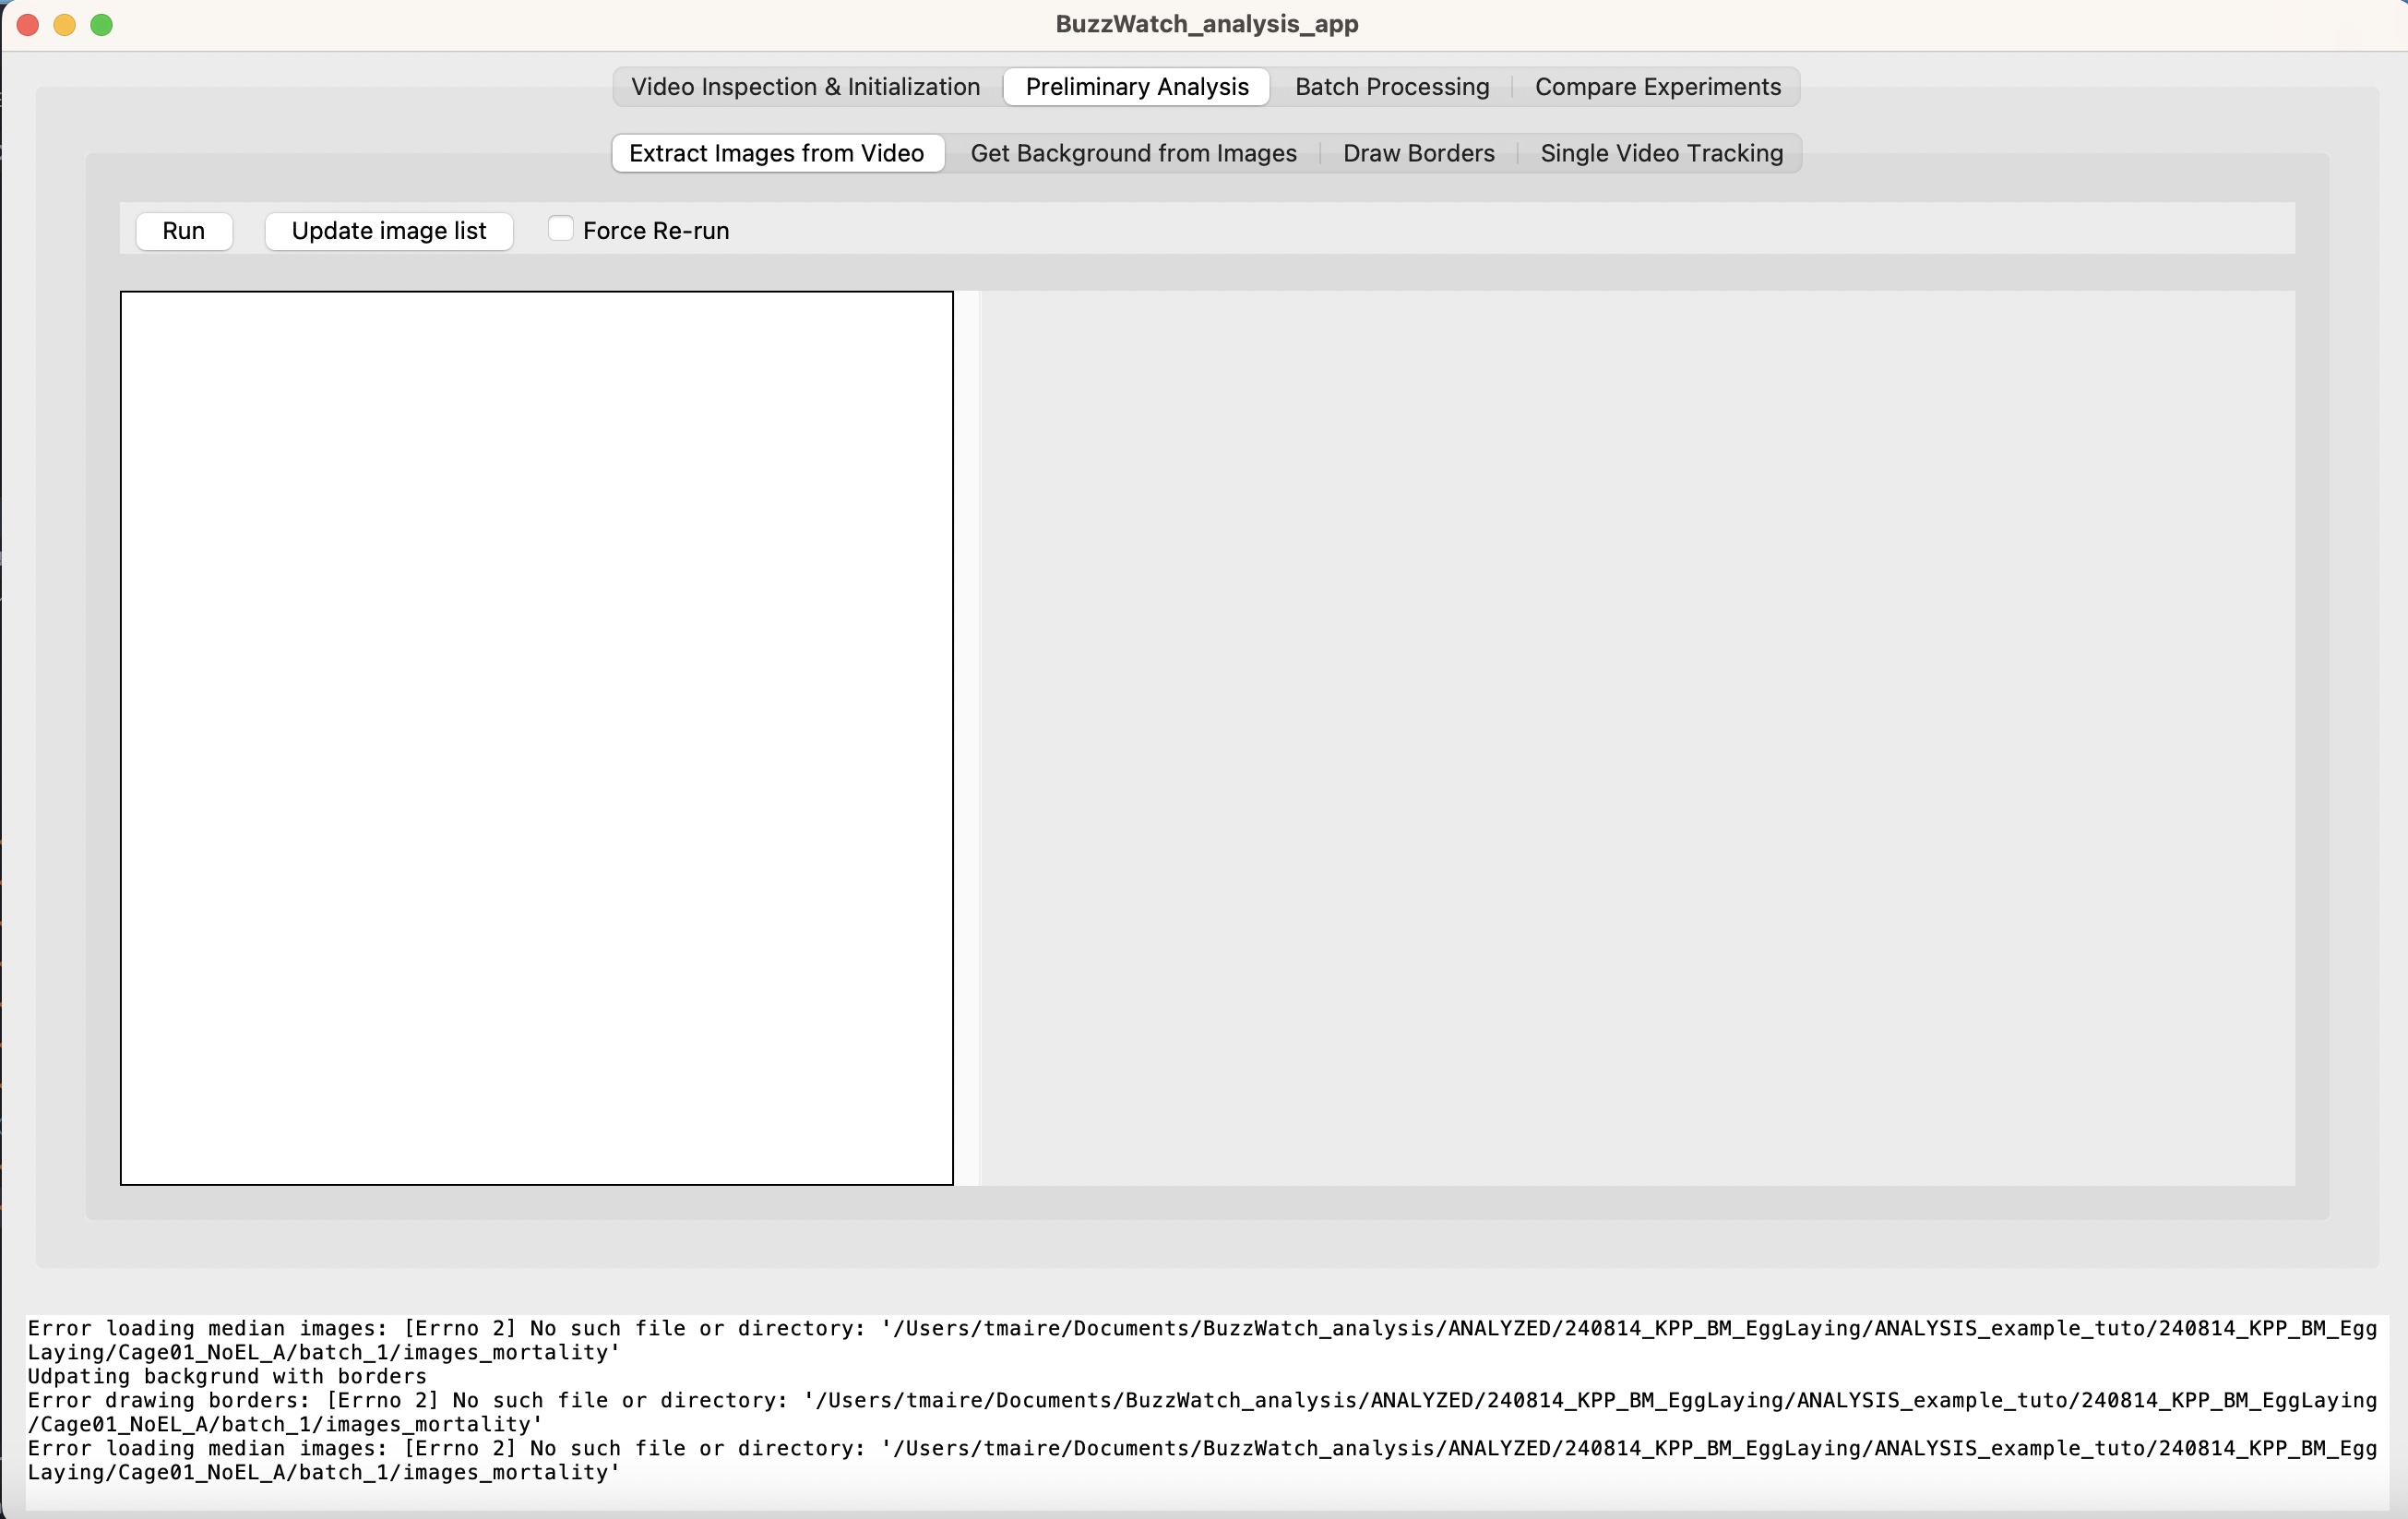 BuzzWatch_analysis_app
Video Inspection & Initialization Preliminary Analysis Batch Processing Compare Experiments
Extract Images from Video Get Background from Images Draw Borders Single Video Tracking
Run Update image list Force Re-run
Error loading median images: [Errno 2] No such file or directory: '/Users/tmaire/Documents/BuzzWatch_analysis/ANALYZED/240814_KPP_BM_EggLaying/ANALYSIS_example_tuto/240814_KPP_BM_Egg
Laying/Cage01_NoEL_A/batch_1/images_mortality'
Udpating backgrund with borders
Error drawing borders: [Errno 2] No such file or directory: '/Users/tmaire/Documents/BuzzWatch_analysis/ANALYZED/240814_KPP_BM_EggLaying/ANALYSIS_example_tuto/240814_KPP_BM_EggLaying
/Cage01_NoEL_A/batch_1/images_mortality'
Error loading median images: [Errno 2] No such file or directory: '/Users/tmaire/Documents/BuzzWatch_analysis/ANALYZED/240814_KPP_BM_EggLaying/ANALYSIS_example_tuto/240814_KPP_BM_Egg
Laying/Cage01_NoEL_A/batch_1/images_mortality'